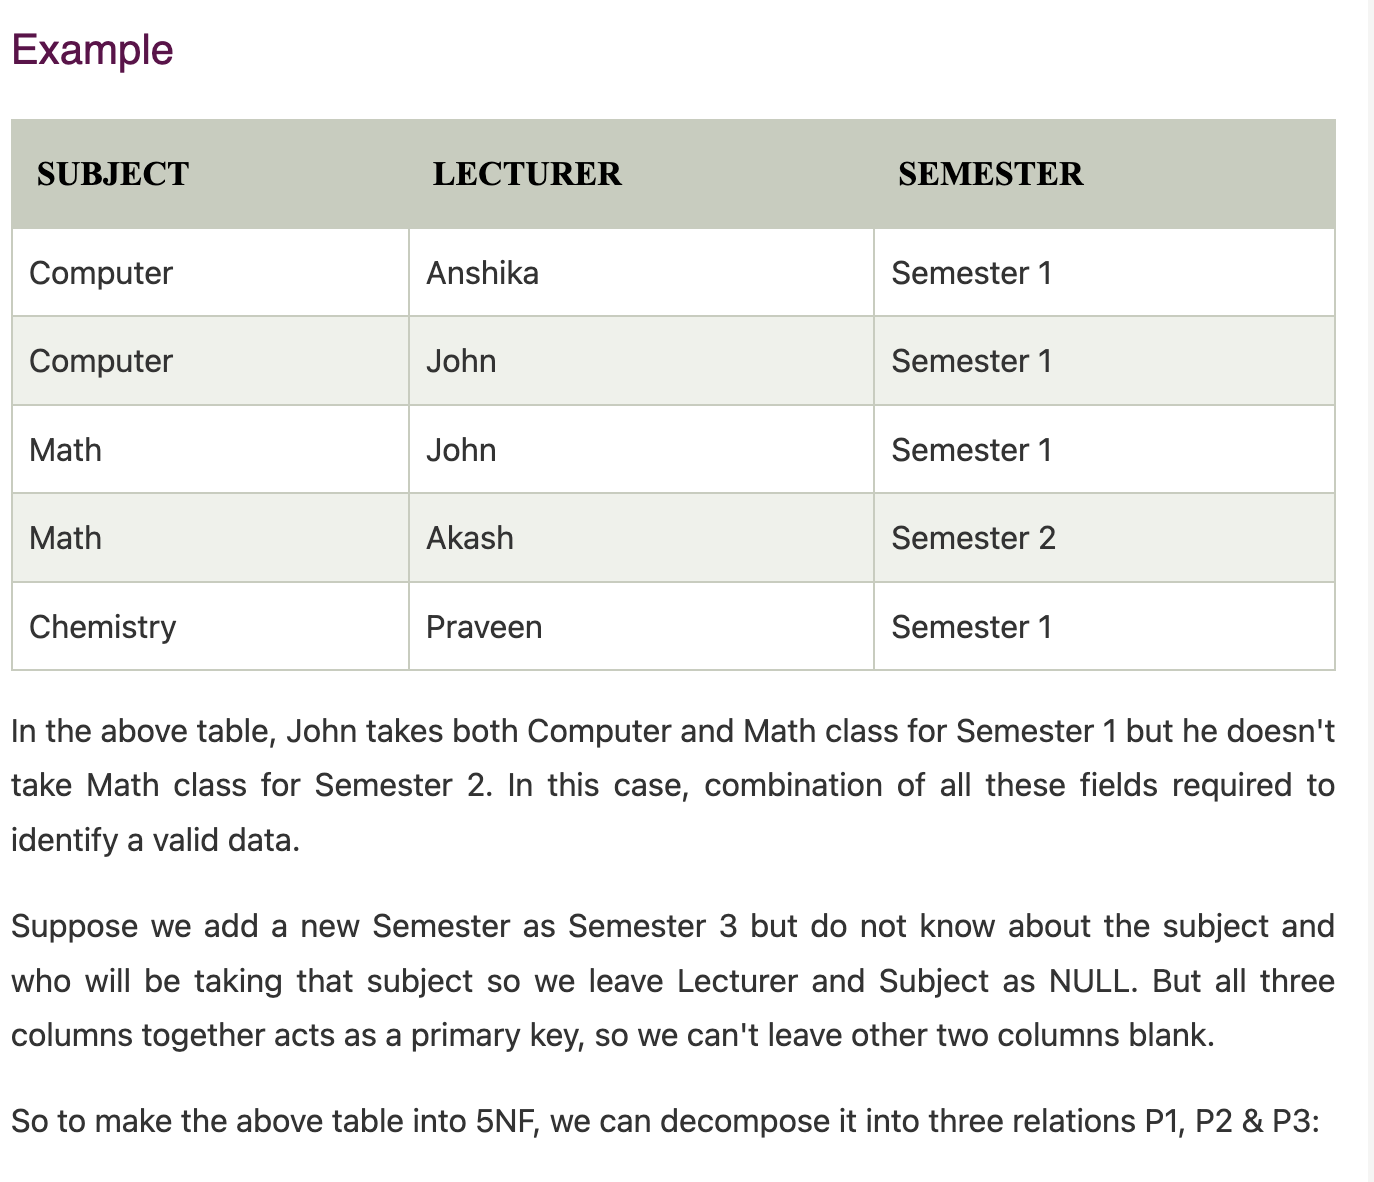 Example
SUBJECT LECTURER SEMESTER
Computer Anshika Semester 1
Computer John Semester 1
Math John Semester 1
Math Akash Semester 2
Chemistry Praveen Semester 1
In the above table, John takes both Computer and Math class for Semester 1 but he doesn't
take Math class for Semester 2. In this case, combination of all these fields required to
identify a valid data.
Suppose we add a new Semester as Semester 3 but do not know about the subject and
who will be taking that subject so we leave Lecturer and Subject as NULL. But all three
columns together acts as a primary key, so we can't leave other two columns blank.
So to make the above table into 5NF, we can decompose it into three relations P1, P2 & P3: